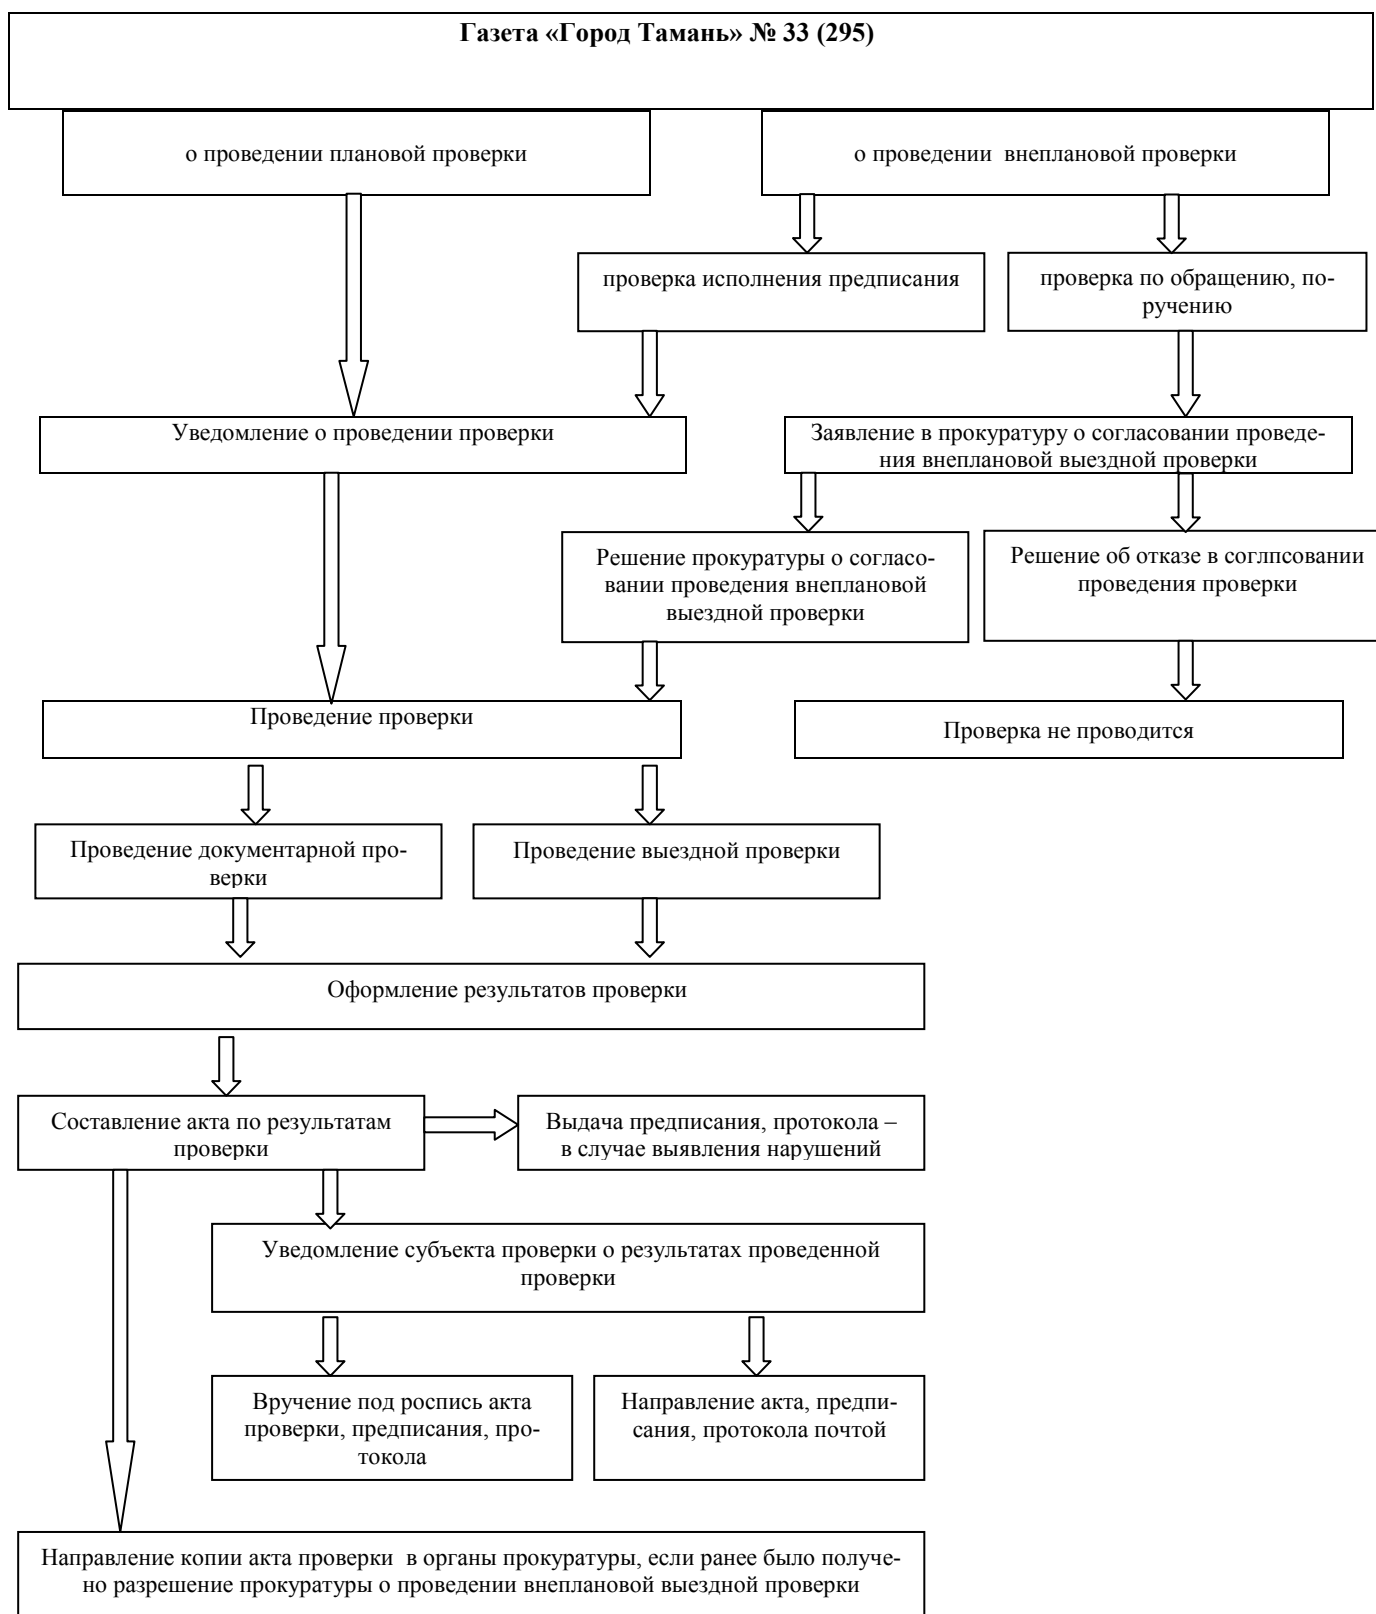 Газета «Город Тамань» № 33 (295)
о проведении плановой проверки
о проведении внеплановой проверки
проверка исполнения предписания
проверка по обращению, по-
ручению
Уведомление о проведении проверки
Заявление в прокуратуру о согласовании проведе-
ния внеплановой выездной проверки
Решение прокуратуры о согласо-
вании проведения внеплановой
выездной проверки
Решение об отказе в соглпсовании
проведения проверки
Проведение проверки
Проверка не проводится
Проведение документарной про-
верки
Проведение выездной проверки
Оформление результатов проверки
Составление акта по результатам
проверки
Выдача предписания, протокола –
в случае выявления нарушений
Уведомление субъекта проверки о результатах проведенной
проверки
Вручение под роспись акта
проверки, предписания, про-
токола
Направление акта, предпи-
сания, протокола почтой
Направление копии акта проверки в органы прокуратуры, если ранее было получе-
но разрешение прокуратуры о проведении внеплановой выездной проверки